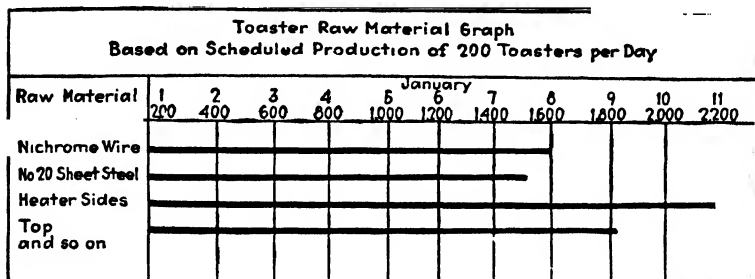 Toaster Raw Material Graph
Based on Scheduled Production of 200 Toasters per Day
January
Raw Material 1 2 3 4 5 6 7 8 9 10 11
200 400 600 800 1,000 1,200 1,400 1,600 1,800 2,000 2,200
Nichrome Wire
No 20 Sheet Steel
Heater Sides
Top
and so on